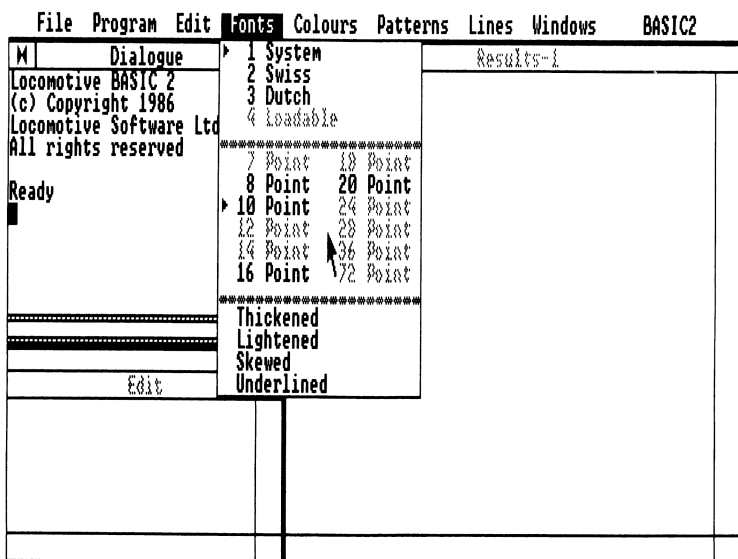 File Program Edit Fonts Colours Patterns Lines Windows BASIC2
Dialogue
Locomotive BASIC 2
(c) Copyright 1986
Locomotive Software Ltd
All rights reserved
Ready
1 System
2 Swiss
3 Dutch
4 Loadable
7 Point 18 Point
8 Point 20 Point
10 Point 24 Point
12 Point 28 Point
14 Point 36 Point
16 Point 72 Point
Thickened
Lightened
Skewed
Underlined
Results-1
Edit